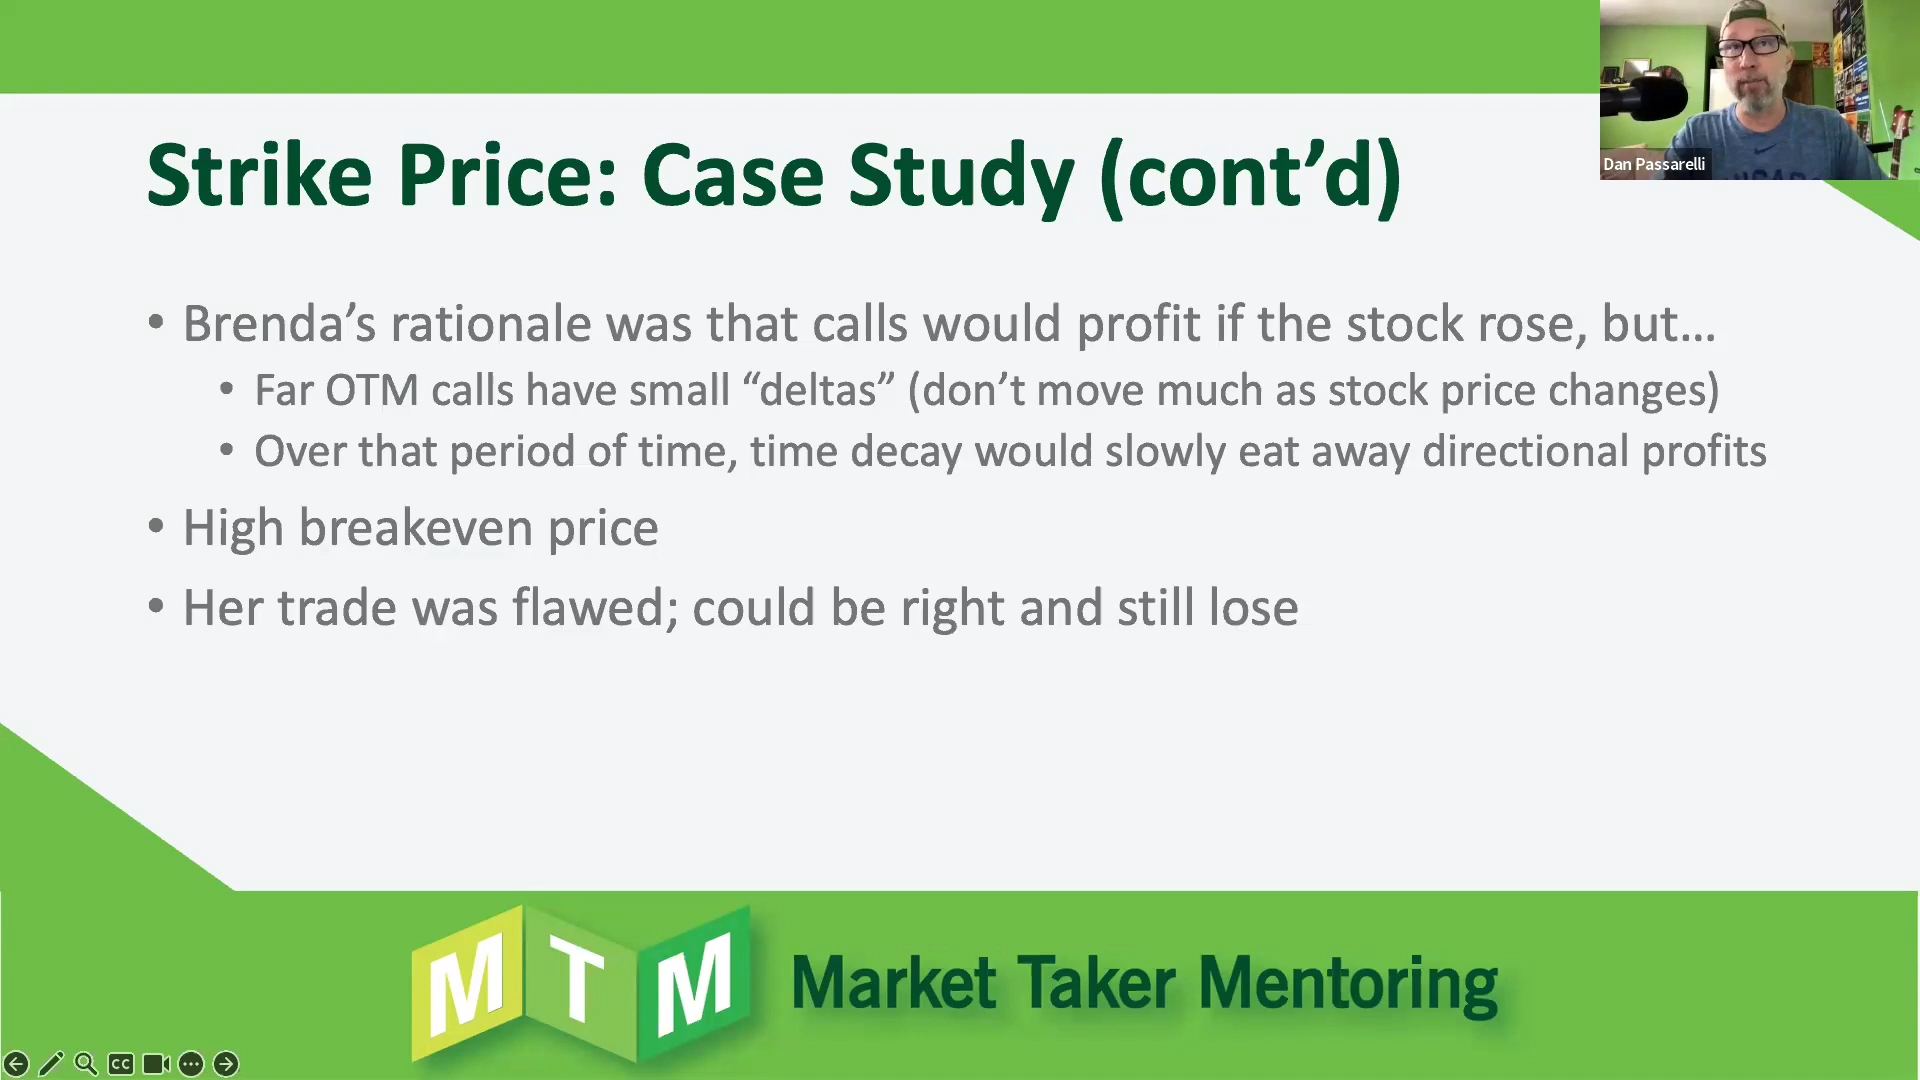 Dan Passarelli
Strike Price: Case Study (cont’d)
• Brenda’s rationale was that calls would profit if the stock rose, but…
• Far OTM calls have small “deltas” (don’t move much as stock price changes)
• Over that period of time, time decay would slowly eat away directional profits
• High breakeven price
• Her trade was flawed; could be right and still lose
MTM Market Taker Mentoring
CC